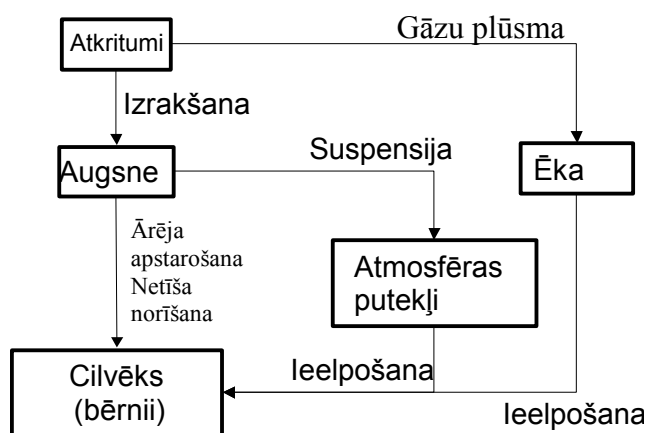 Atkritumi
Gāzu plūsma
Izrakšana
Augsne
Suspensija
Ēka
Ārēja
apstarošana
Netīša
norīšana
Atmosfēras
putekļi
Cilvēks
(bērnii)
Ieelpošana
Ieelpošana